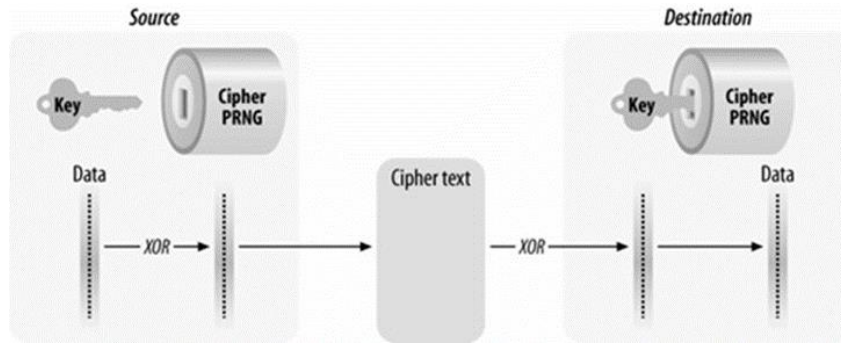 Source
Destination
Key
Cipher
PRNG
Key
Cipher
PRNG
Data
Cipher text
Data
XOR
XOR